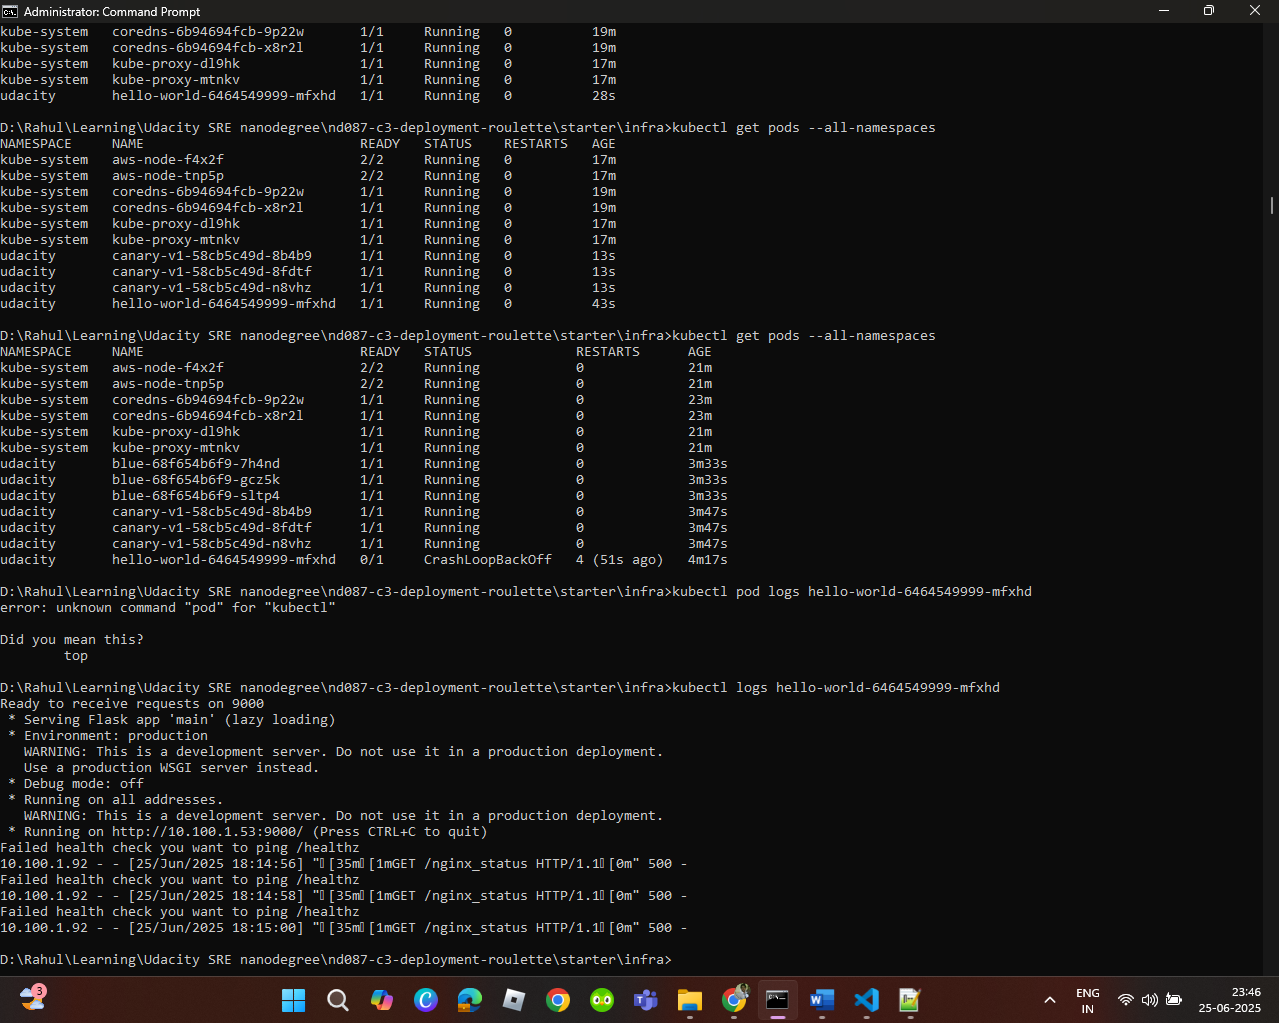 Administrator: Command Prompt
kube-system   coredns-6b94694fcb-9p22w       1/1     Running   0          19m
kube-system   coredns-6b94694fcb-x8r2l       1/1     Running   0          19m
kube-system   kube-proxy-dl9hk               1/1     Running   0          17m
kube-system   kube-proxy-mtnkv               1/1     Running   0          17m
udacity       hello-world-6464549999-mfxhd   1/1     Running   0          28s
D:\Rahul\Learning\Udacity SRE nanodegree\nd087-c3-deployment-roulette\starter\infra>kubectl get pods --all-namespaces
NAMESPACE     NAME                           READY   STATUS    RESTARTS   AGE
kube-system   aws-node-f4x2f                 2/2     Running   0          17m
kube-system   aws-node-tnp5p                 2/2     Running   0          17m
kube-system   coredns-6b94694fcb-9p22w       1/1     Running   0          19m
kube-system   coredns-6b94694fcb-x8r2l       1/1     Running   0          19m
kube-system   kube-proxy-dl9hk               1/1     Running   0          17m
kube-system   kube-proxy-mtnkv               1/1     Running   0          17m
udacity       canary-v1-58cb5c49d-8b4b9      1/1     Running   0          13s
udacity       canary-v1-58cb5c49d-8fdtf      1/1     Running   0          13s
udacity       canary-v1-58cb5c49d-n8vhz      1/1     Running   0          13s
udacity       hello-world-6464549999-mfxhd   1/1     Running   0          43s
D:\Rahul\Learning\Udacity SRE nanodegree\nd087-c3-deployment-roulette\starter\infra>kubectl get pods --all-namespaces
NAMESPACE     NAME                           READY   STATUS             RESTARTS      AGE
kube-system   aws-node-f4x2f                 2/2     Running            0             21m
kube-system   aws-node-tnp5p                 2/2     Running            0             21m
kube-system   coredns-6b94694fcb-9p22w       1/1     Running            0             23m
kube-system   coredns-6b94694fcb-x8r2l       1/1     Running            0             23m
kube-system   kube-proxy-dl9hk               1/1     Running            0             21m
kube-system   kube-proxy-mtnkv               1/1     Running            0             21m
udacity       blue-68f654b6f9-7h4nd          1/1     Running            0             3m33s
udacity       blue-68f654b6f9-gcz5k          1/1     Running            0             3m33s
udacity       blue-68f654b6f9-sltp4          1/1     Running            0             3m33s
udacity       canary-v1-58cb5c49d-8b4b9      1/1     Running            0             3m47s
udacity       canary-v1-58cb5c49d-8fdtf      1/1     Running            0             3m47s
udacity       canary-v1-58cb5c49d-n8vhz      1/1     Running            0             3m47s
udacity       hello-world-6464549999-mfxhd   0/1     CrashLoopBackOff   4 (51s ago)   4m17s
D:\Rahul\Learning\Udacity SRE nanodegree\nd087-c3-deployment-roulette\starter\infra>kubectl pod logs hello-world-6464549999-mfxhd
error: unknown command "pod" for "kubectl"
Did you mean this?
        top
D:\Rahul\Learning\Udacity SRE nanodegree\nd087-c3-deployment-roulette\starter\infra>kubectl logs hello-world-6464549999-mfxhd
Ready to receive requests on 9000
 * Serving Flask app 'main' (lazy loading)
 * Environment: production
   WARNING: This is a development server. Do not use it in a production deployment.
   Use a production WSGI server instead.
 * Debug mode: off
 * Running on all addresses.
   WARNING: This is a development server. Do not use it in a production deployment.
 * Running on http://10.100.1.53:9000/ (Press CTRL+C to quit)
Failed health check you want to ping /healthz
10.100.1.92 - - [25/Jun/2025 18:14:56] "[35m[1mGET /nginx_status HTTP/1.1[0m" 500 -
Failed health check you want to ping /healthz
10.100.1.92 - - [25/Jun/2025 18:14:58] "[35m[1mGET /nginx_status HTTP/1.1[0m" 500 -
Failed health check you want to ping /healthz
10.100.1.92 - - [25/Jun/2025 18:15:00] "[35m[1mGET /nginx_status HTTP/1.1[0m" 500 -
D:\Rahul\Learning\Udacity SRE nanodegree\nd087-c3-deployment-roulette\starter\infra>
3
ENG
IN
23:46
25-06-2025